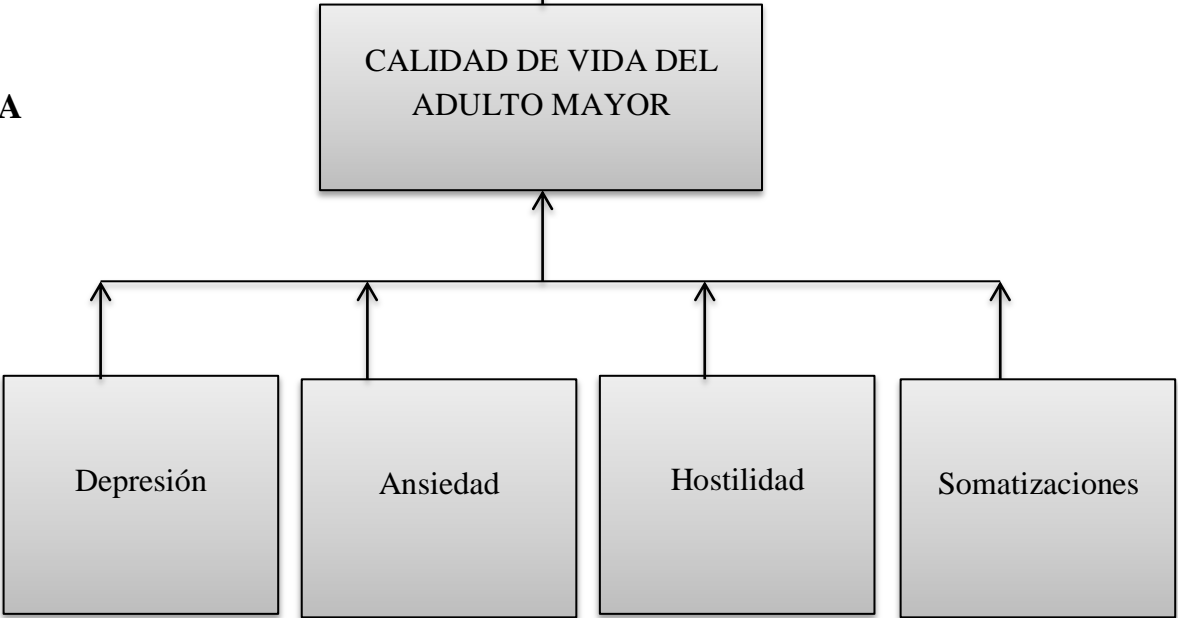 CALIDAD DE VIDA DEL
ADULTO MAYOR
A
Depresión
Ansiedad
Hostilidad
Somatizaciones